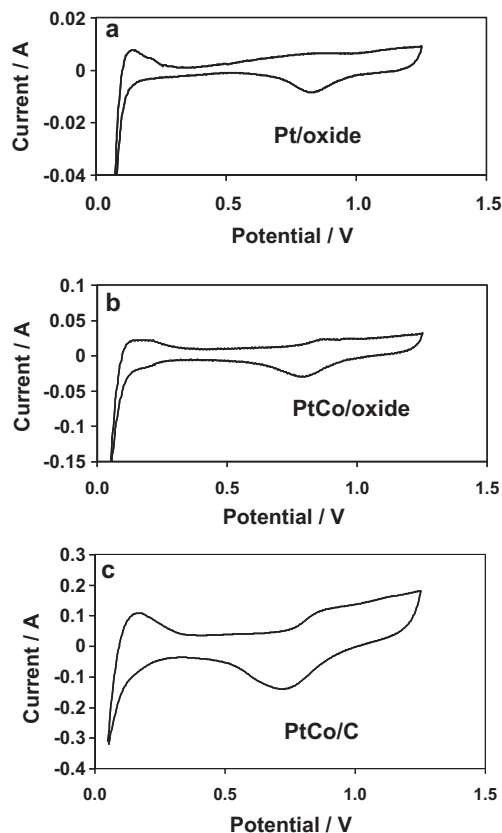 a
0.02
0
-0.02
-0.04
Current / A
Pt/oxide
0.0 0.5 1.0 1.5
Potential / V
b
0.1
0.05
0
-0.05
-0.1
-0.15
Current / A
PtCo/oxide
0.0 0.5 1.0 1.5
Potential / V
c
0.3
0.2
0.1
0
-0.1
-0.2
-0.3
-0.4
Current / A
PtCo/C
0.0 0.5 1.0 1.5
Potential / V